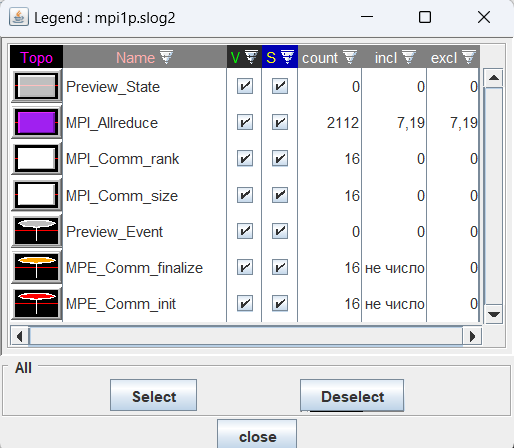 Legend : mpi1p.slog2
Topo Name V S count incl excl
Preview_State 0 0 0
MPI_Allreduce 2112 7,19 7,19
MPI_Comm_rank 16 0 0
MPI_Comm_size 16 0 0
Preview_Event 0 0 0
MPE_Comm_finalize 16 не число 0
MPE_Comm_init 16 не число 0
All
Select Deselect
close